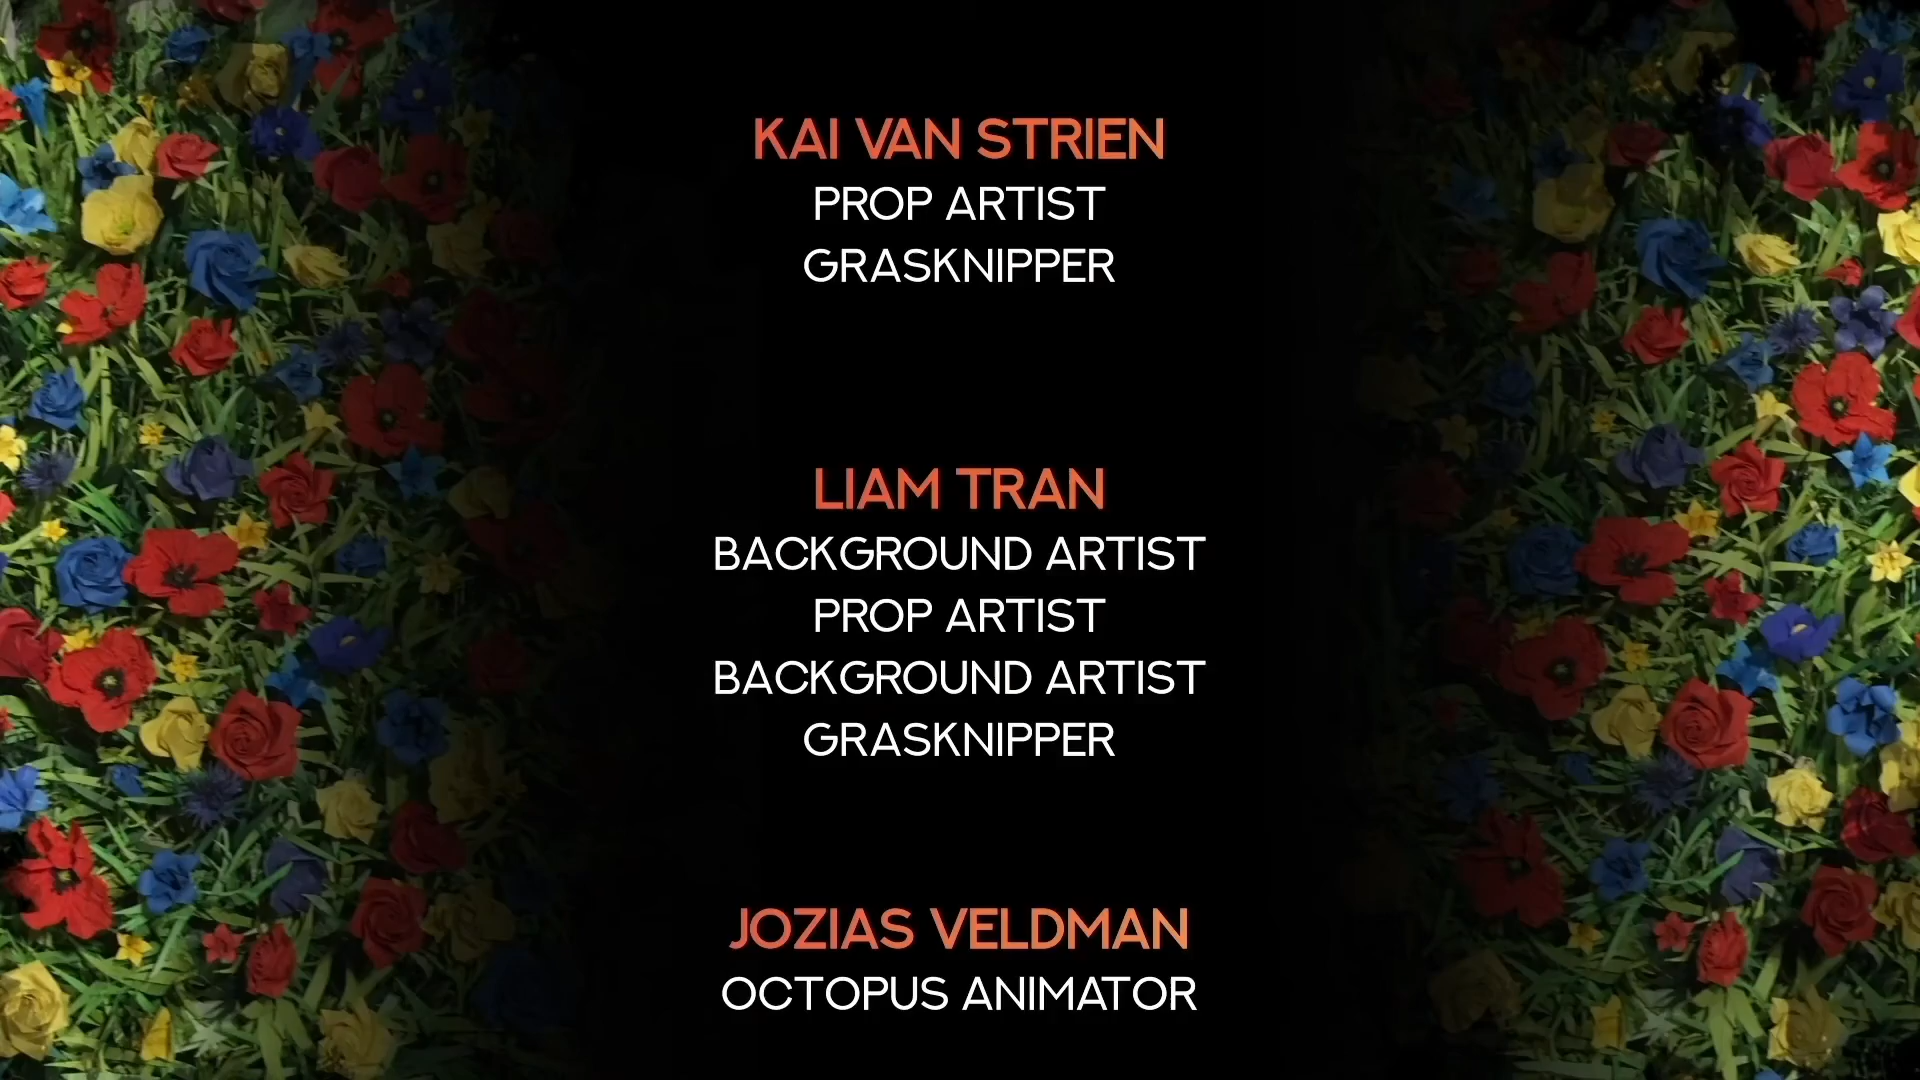 KAI VAN STRIEN
PROP ARTIST
GRASKNIPPER
LIAM TRAN
BACKGROUND ARTIST
PROP ARTIST
BACKGROUND ARTIST
GRASKNIPPER
JOZIAS VELDMAN
OCTOPUS ANIMATOR